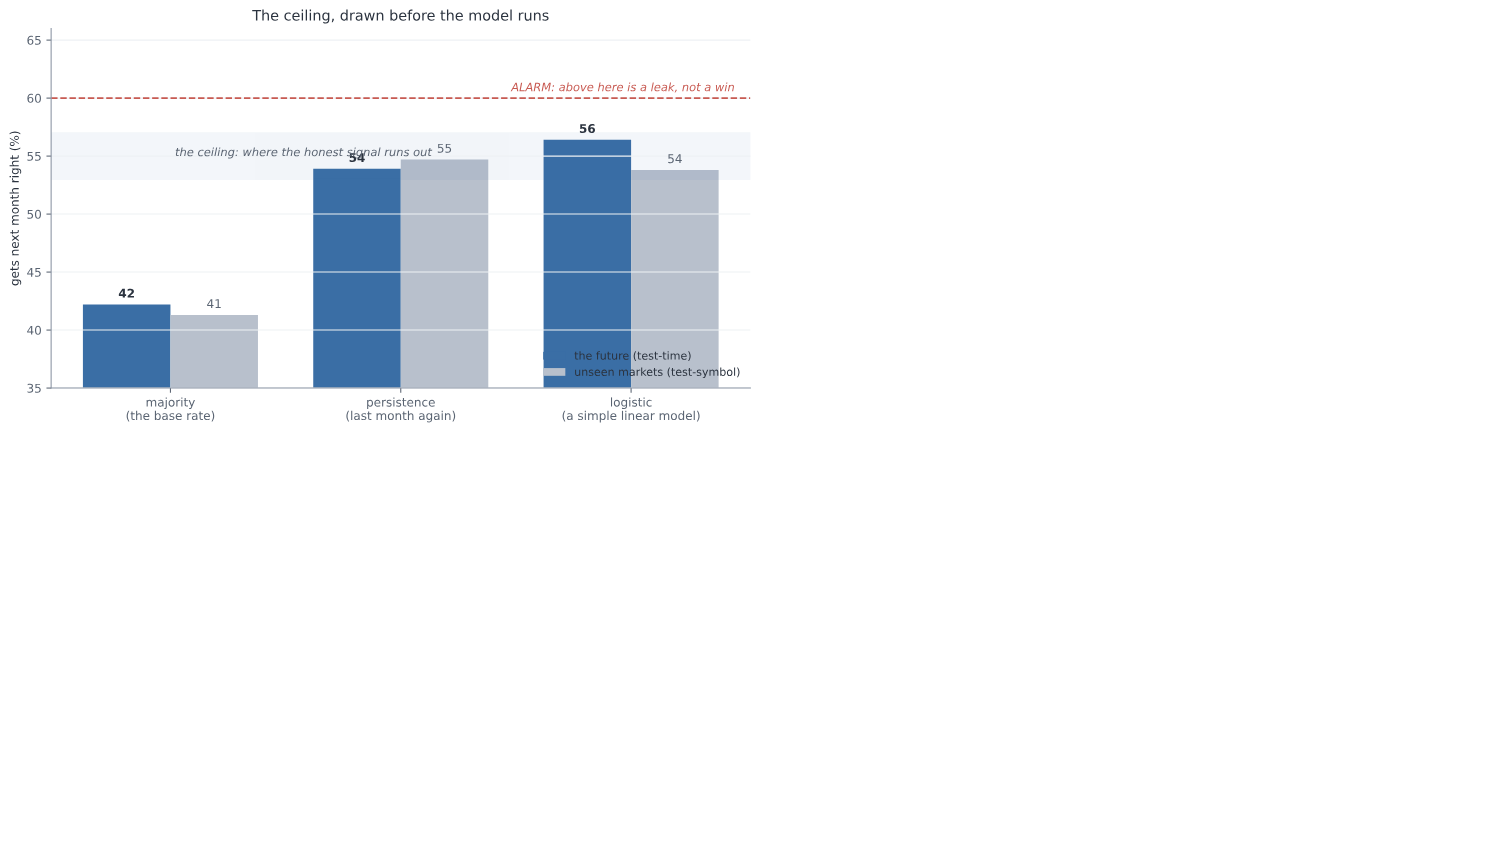 The ceiling, drawn before the model runs
65
ALARM: above here is a leak, not a win
60
56
the ceiling: where the honest signal runs out
55
54
55
54
50
45
42
41
40
the future (test-time)
unseen markets (test-symbol)
35
gets next month right (%)
majority
(the base rate)
persistence
(last month again)
logistic
(a simple linear model)